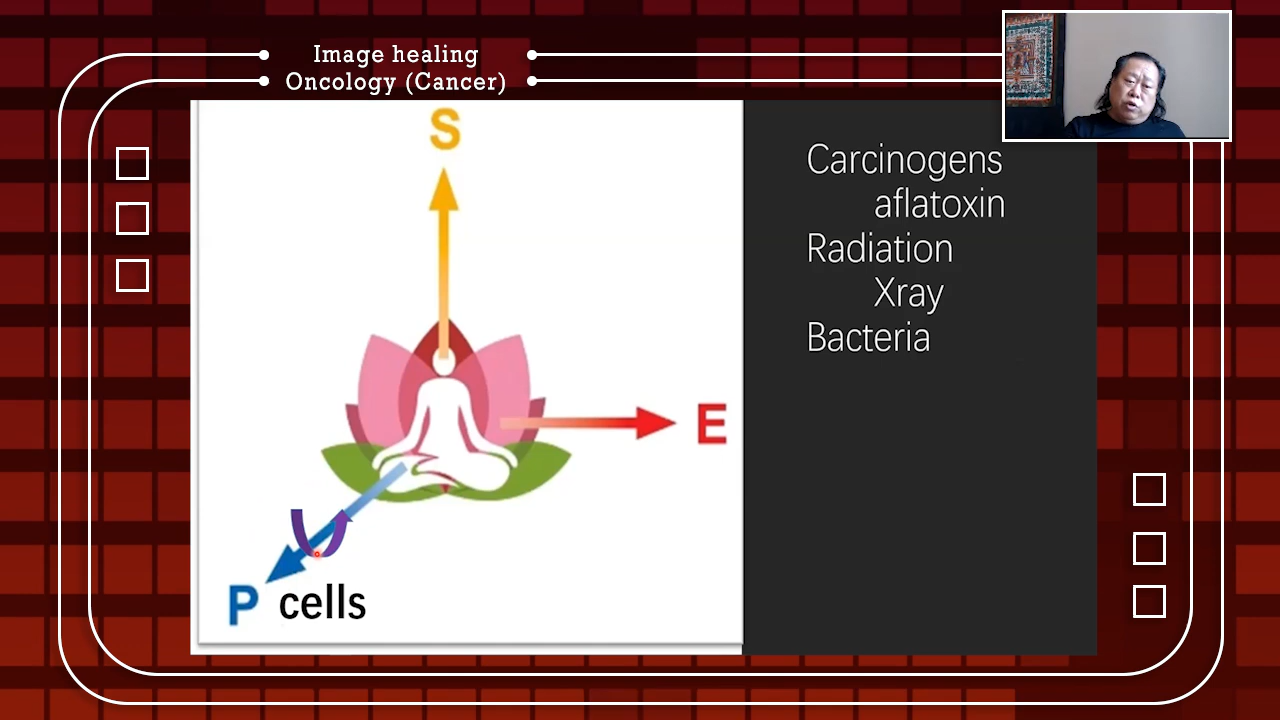 Image healing
Oncology (Cancer)
S
E
P cells
Carcinogens
aflatoxin
Radiation
Xray
Bacteria